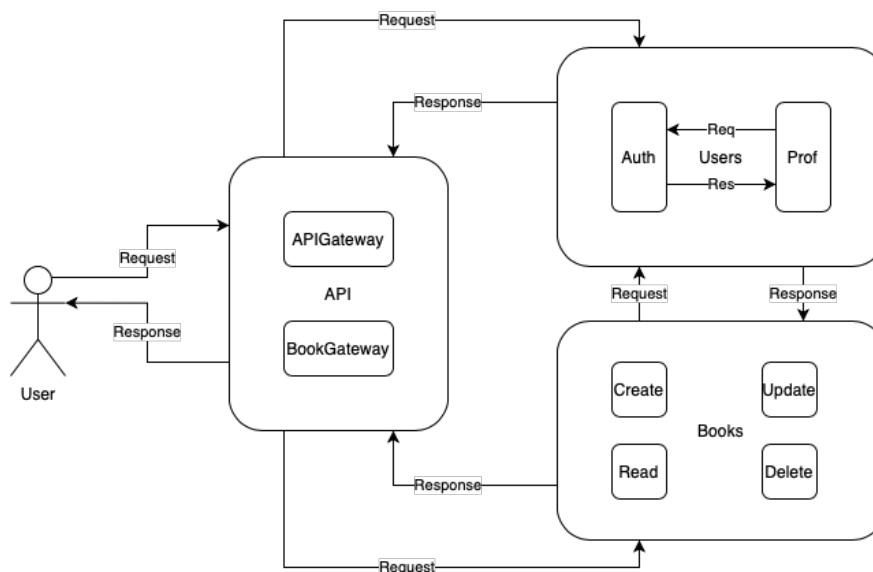 Request
Response
Req
Auth
Users
Prof
Res
APIGateway
Request
API
Request
Response
Response
BookGateway
User
Create
Update
Books
Read
Delete
Response
Request